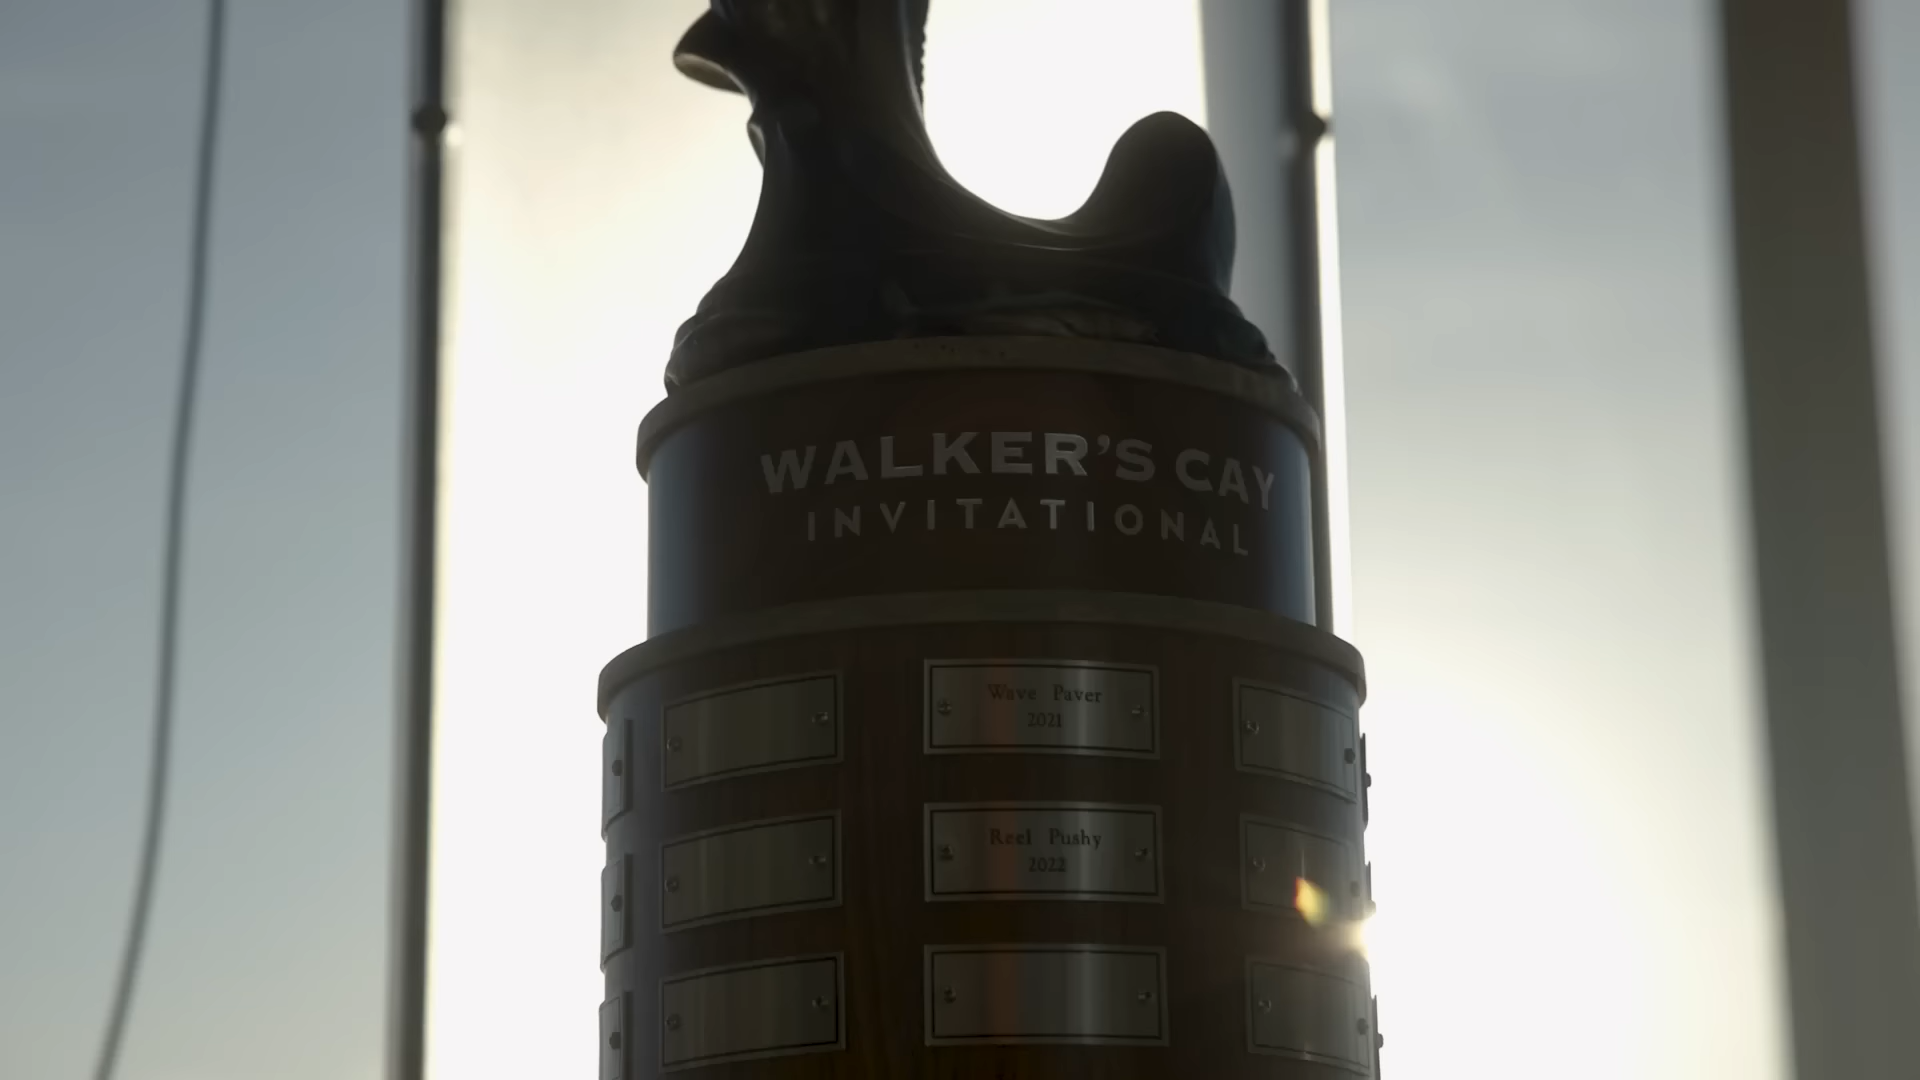 WALKER'S CAY
INVITATIONAL
Wave Paver
2021
Reel Pushy
2022